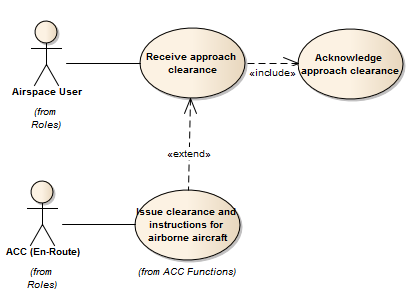 Receive approach
clearance
Acknowledge
approach clearance
«include»
Airspace User
(from
Roles)
«extend»
Issue clearance and
instructions for
airborne aircraft
ACC (En-Route)
(from
Roles)
(from ACC Functions)